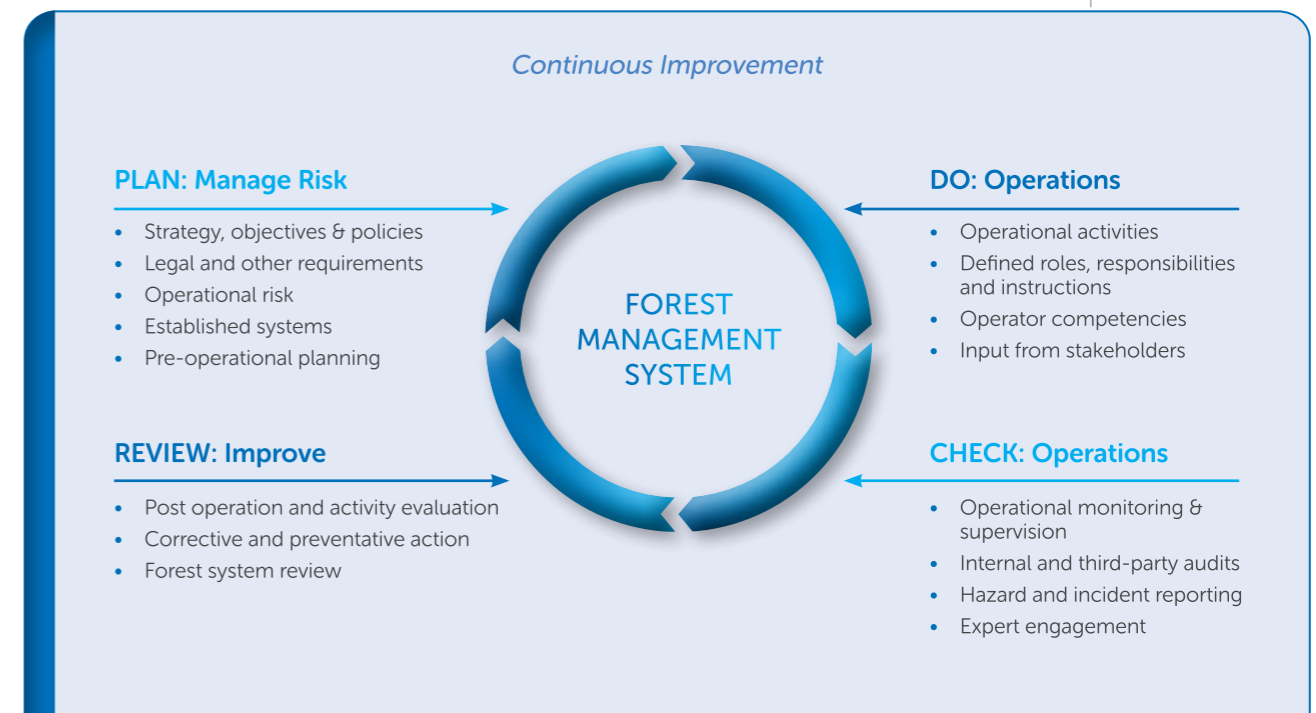 Continuous Improvement
PLAN: Manage Risk
• Strategy, objectives & policies
• Legal and other requirements
• Operational risk
• Established systems
• Pre-operational planning
FOREST
MANAGEMENT
SYSTEM
DO: Operations
• Operational activities
• Defined roles, responsibilities
and instructions
• Operator competencies
• Input from stakeholders
REVIEW: Improve
• Post operation and activity evaluation
• Corrective and preventative action
• Forest system review
CHECK: Operations
• Operational monitoring &
supervision
• Internal and third-party audits
• Hazard and incident reporting
• Expert engagement